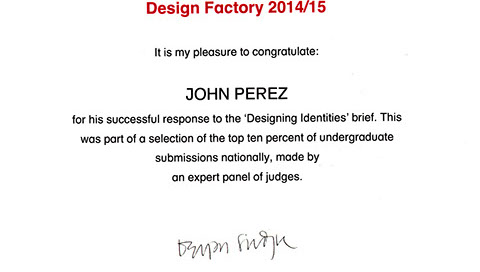 Design Factory 2014/15
It is my pleasure to congratulate:
JOHN PEREZ
for his successful response to the ‘Designing Identities’ brief. This
was part of a selection of the top ten percent of undergraduate
submissions nationally, made by
an expert panel of judges.